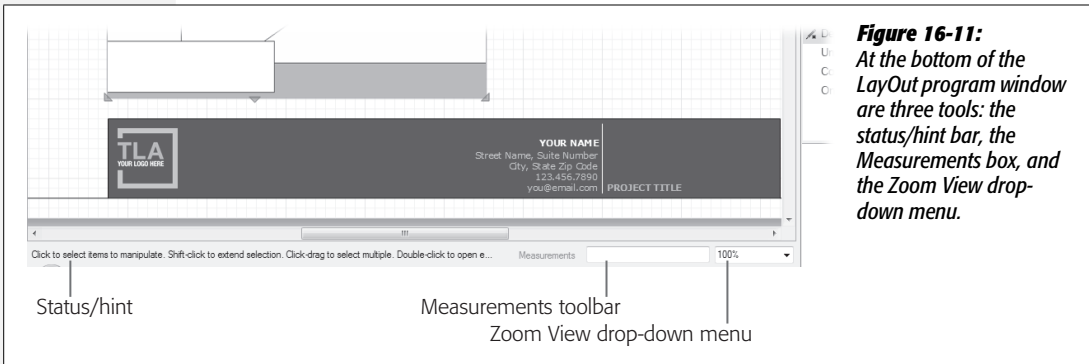 Figure 16-11:
At the bottom of the
LayOut program window
are three tools: the
status/hint bar, the
Measurements box, and
the Zoom View drop-
down menu.
TLA
YOUR LOGO HERE
YOUR NAME
Street Name, Suite Number
City, State Zip Code
123.456.7890
you@email.com
PROJECT TITLE
Click to select items to manipulate. Shift-click to extend selection. Click-drag to select multiple. Double-click to open e...
Measurements
100%
Status/hint
Measurements toolbar
Zoom View drop-down menu